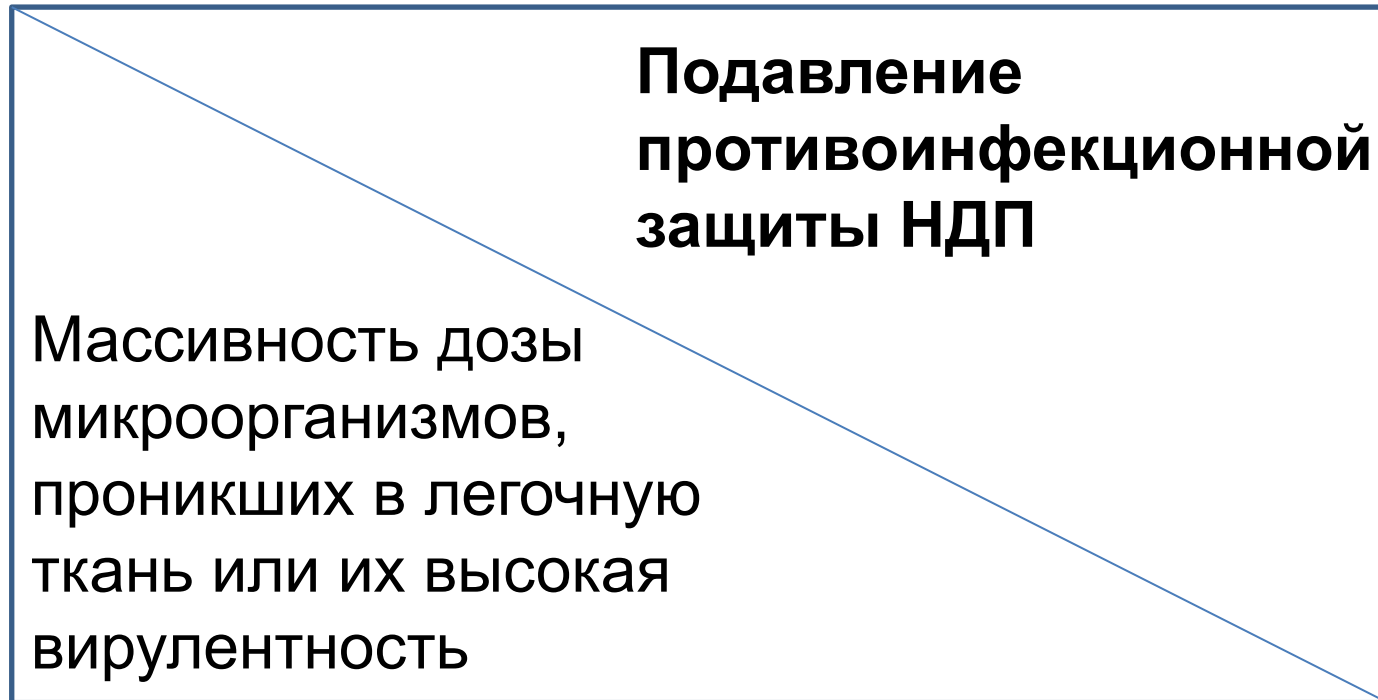 Подавление
противоинфекционной
защиты НДП
Массивность дозы
микроорганизмов,
проникших в легочную
ткань или их высокая
вирулентность